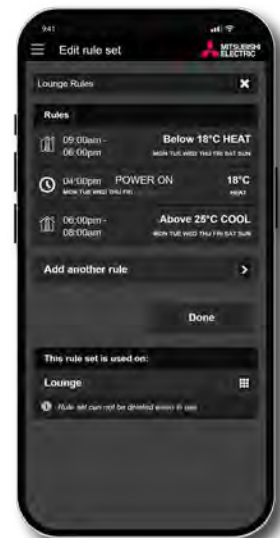 9:41
Edit rule set
MITSUBISHI
ELECTRIC
Lounge Rules
Rules
09:00am - Below 18°C HEAT
06:00pm MON TUE WED THU FRI SAT SUN
04:00pm POWER ON 18°C
MON TUE WED THU FRI HEAT
06:00pm - Above 25°C COOL
08:00am MON TUE WED THU FRI SAT SUN
Add another rule
Done
This rule set is used on:
Lounge
Rule set can not be deleted when in use